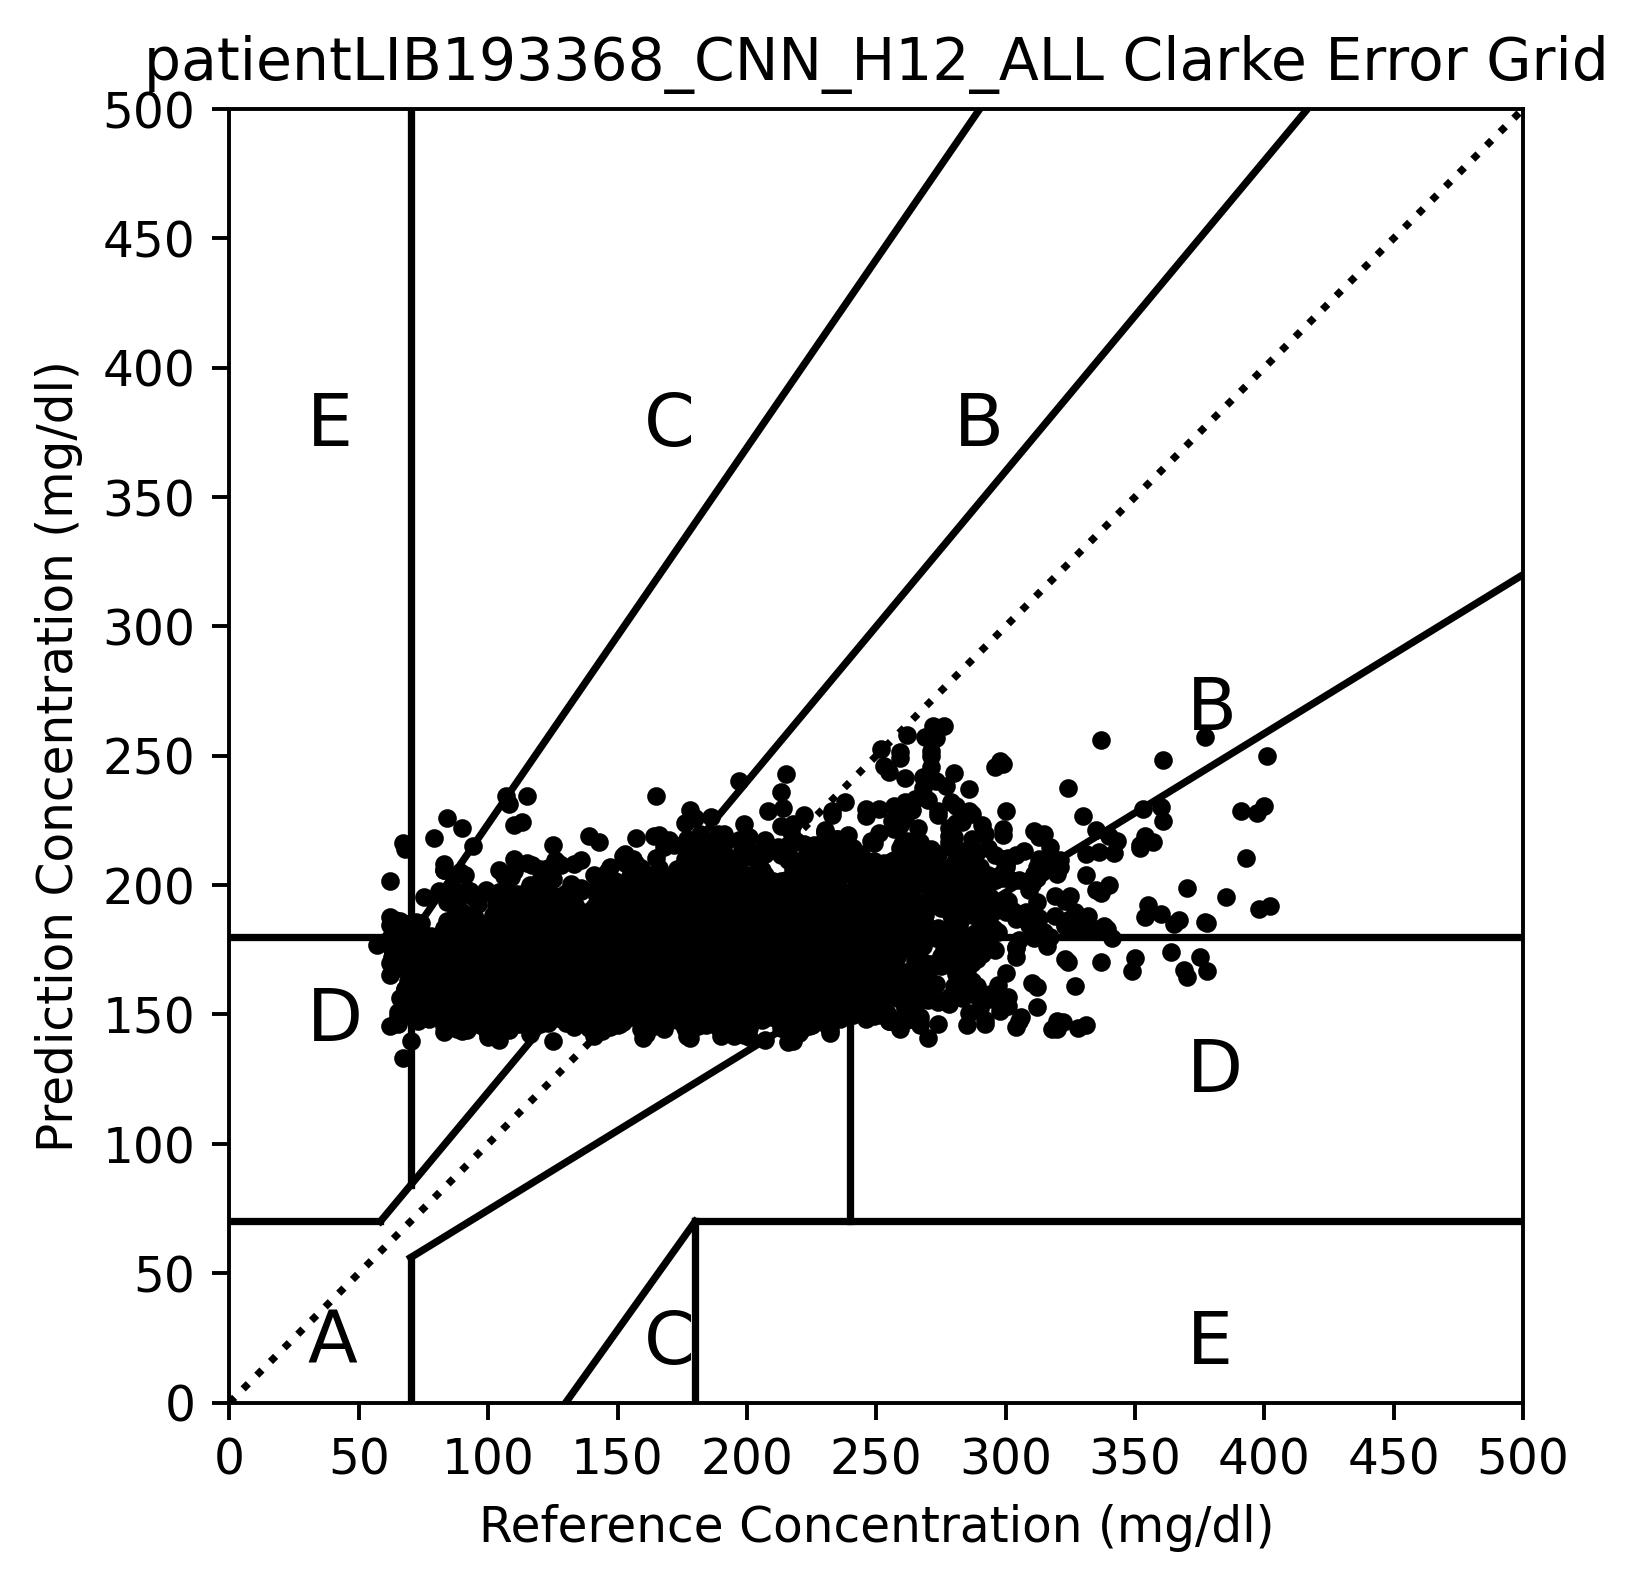 patientLIB193368_CNN_H12_ALL Clarke Error Grid
500
450
400
350
300
250
200
150
100
50
0
Prediction Concentration (mg/dl)
E
C
B
B
D
D
A
C
E
0 50 100 150 200 250 300 350 400 450 500
Reference Concentration (mg/dl)